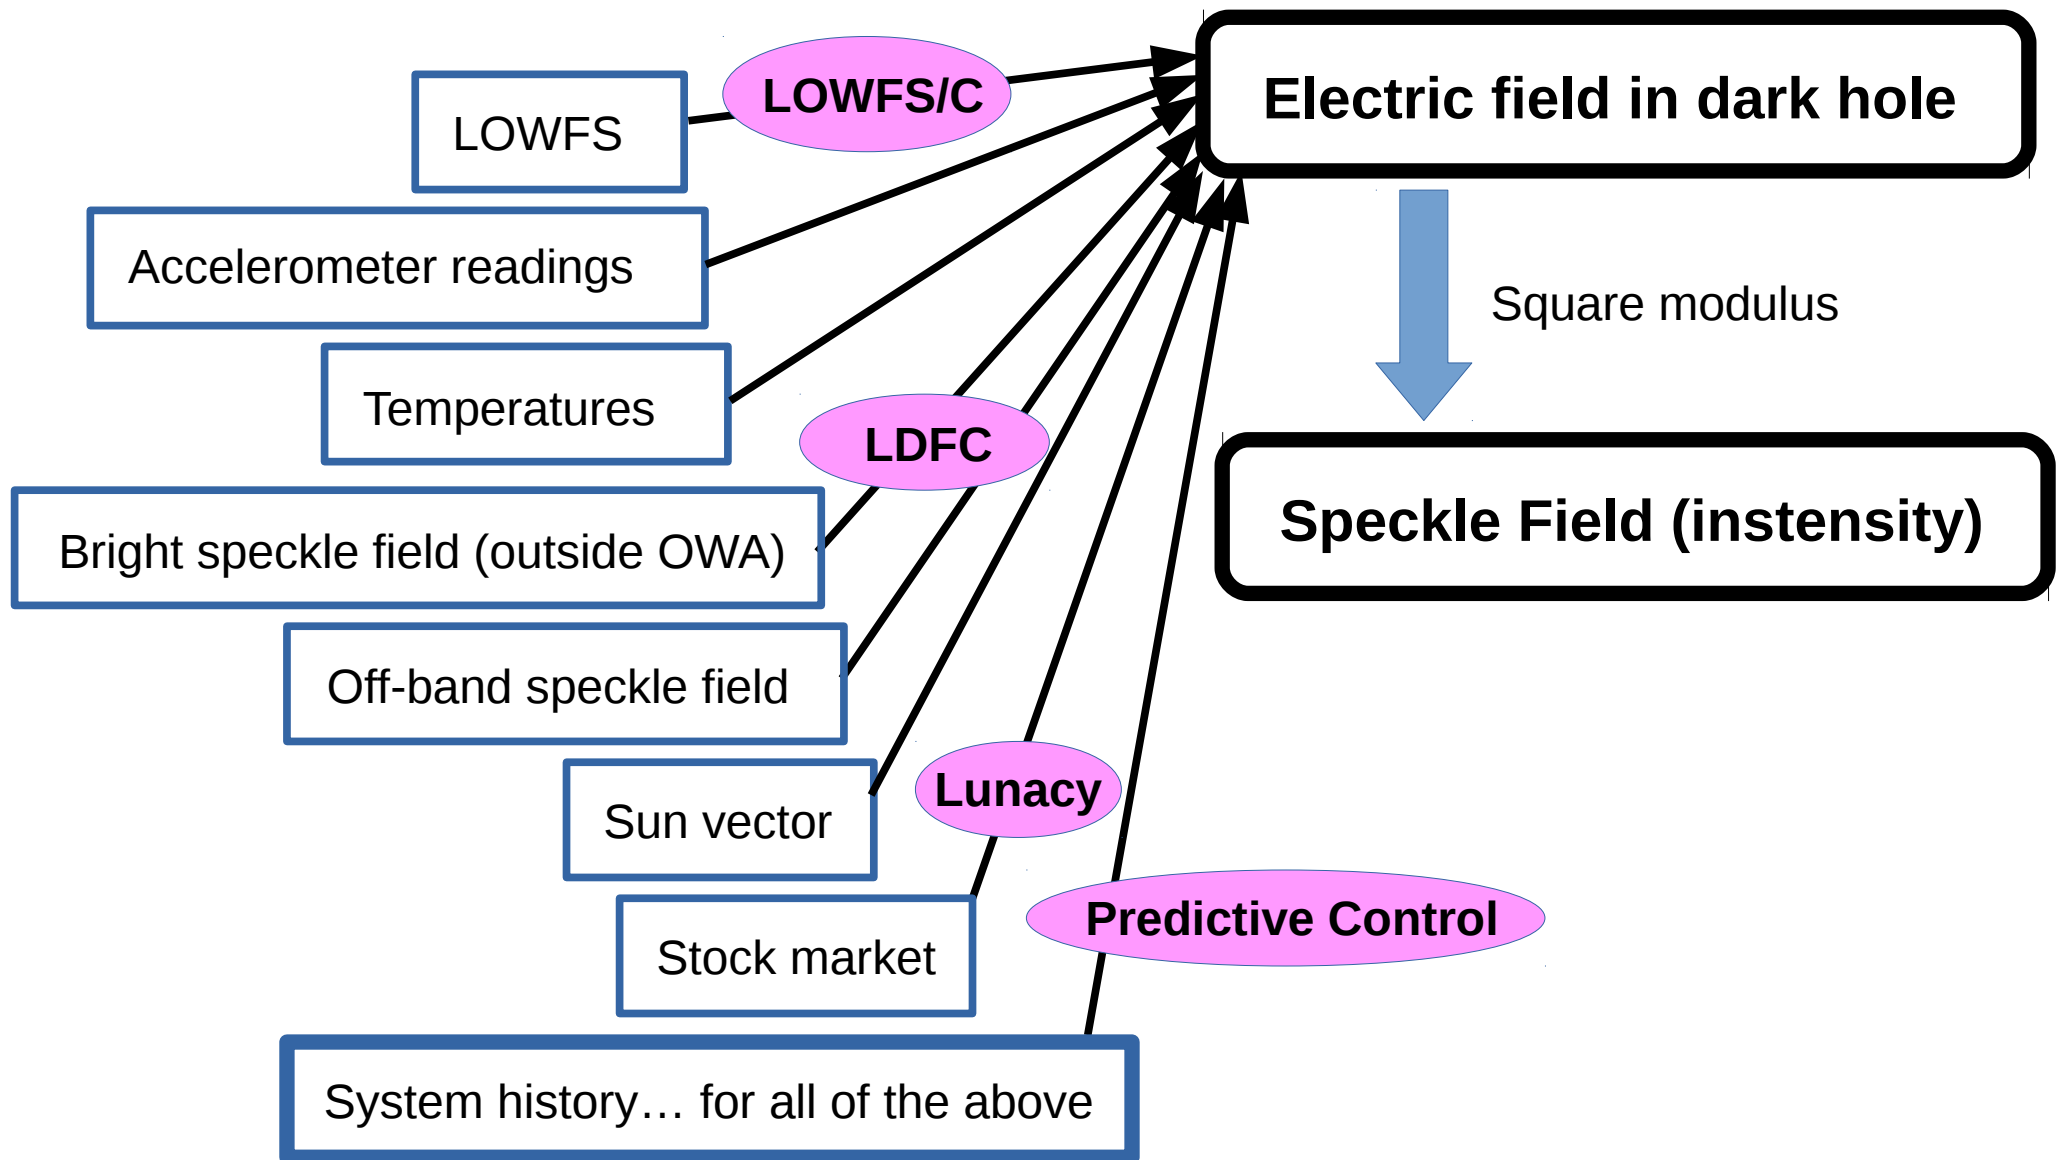 LOWFS/C
Electric field in dark hole
LOWFS
Accelerometer readings
Square modulus
Temperatures
LDFC
Speckle Field (instensity)
Bright speckle field (outside OWA)
Off-band speckle field
Lunacy
Sun vector
Predictive Control
Stock market
System history… for all of the above